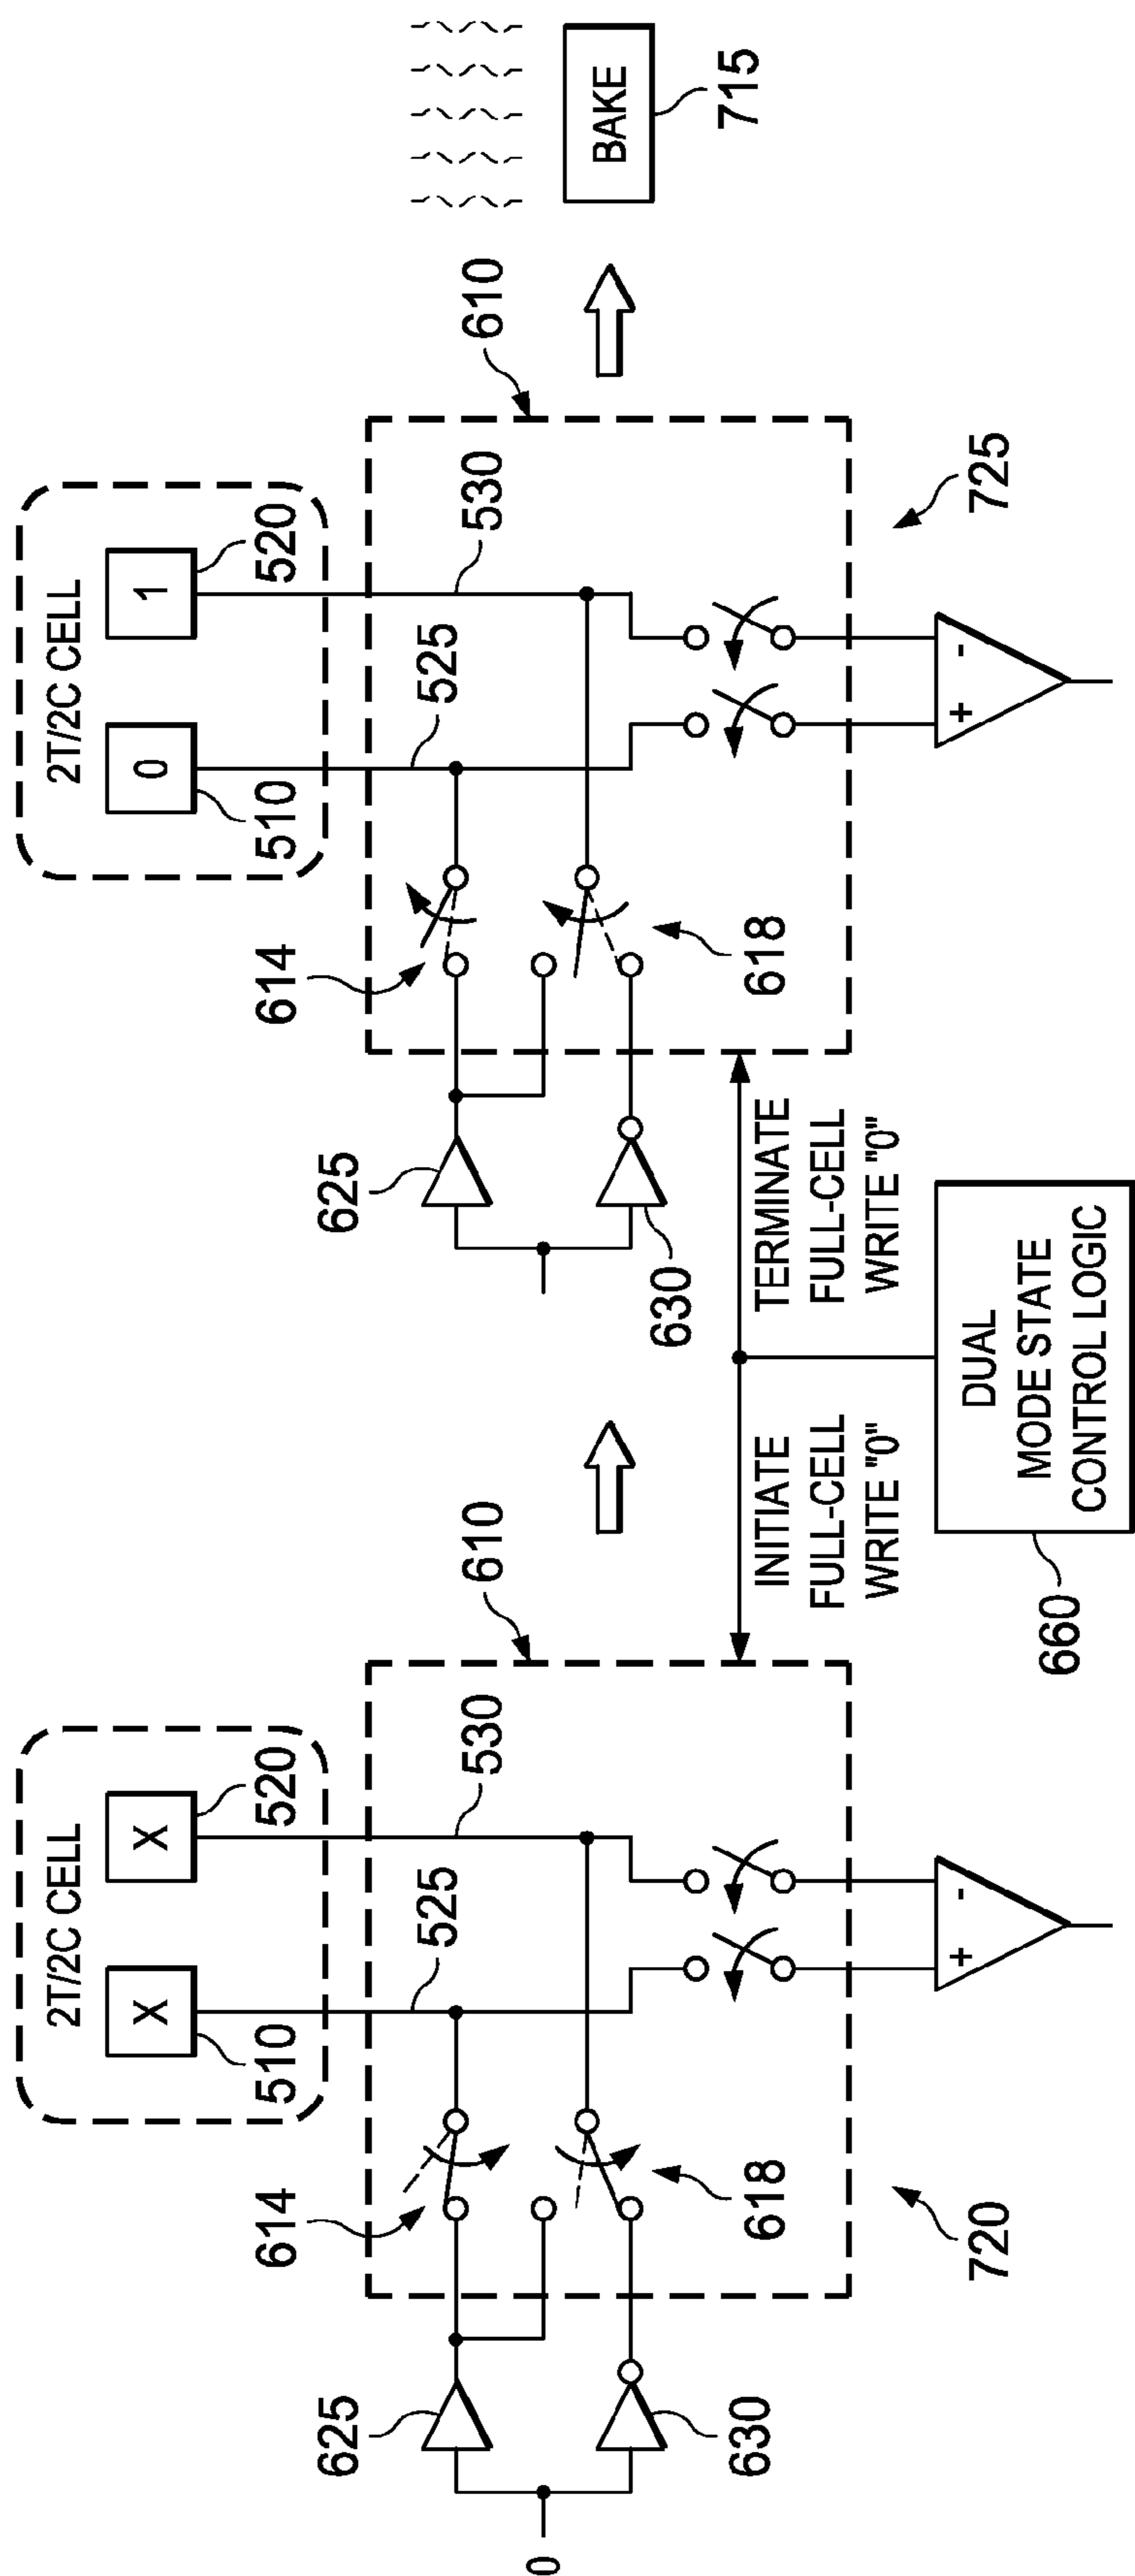 2T/2C CELL
X
X
510
520
525
530
610
614
618
625
630
0
720
INITIATE
FULL-CELL
WRITE "0"
TERMINATE
FULL-CELL
WRITE "0"
DUAL
MODE STATE
CONTROL LOGIC
660
+
-
2T/2C CELL
0
1
510
520
525
530
610
614
618
625
630
725
+
-
BAKE
715